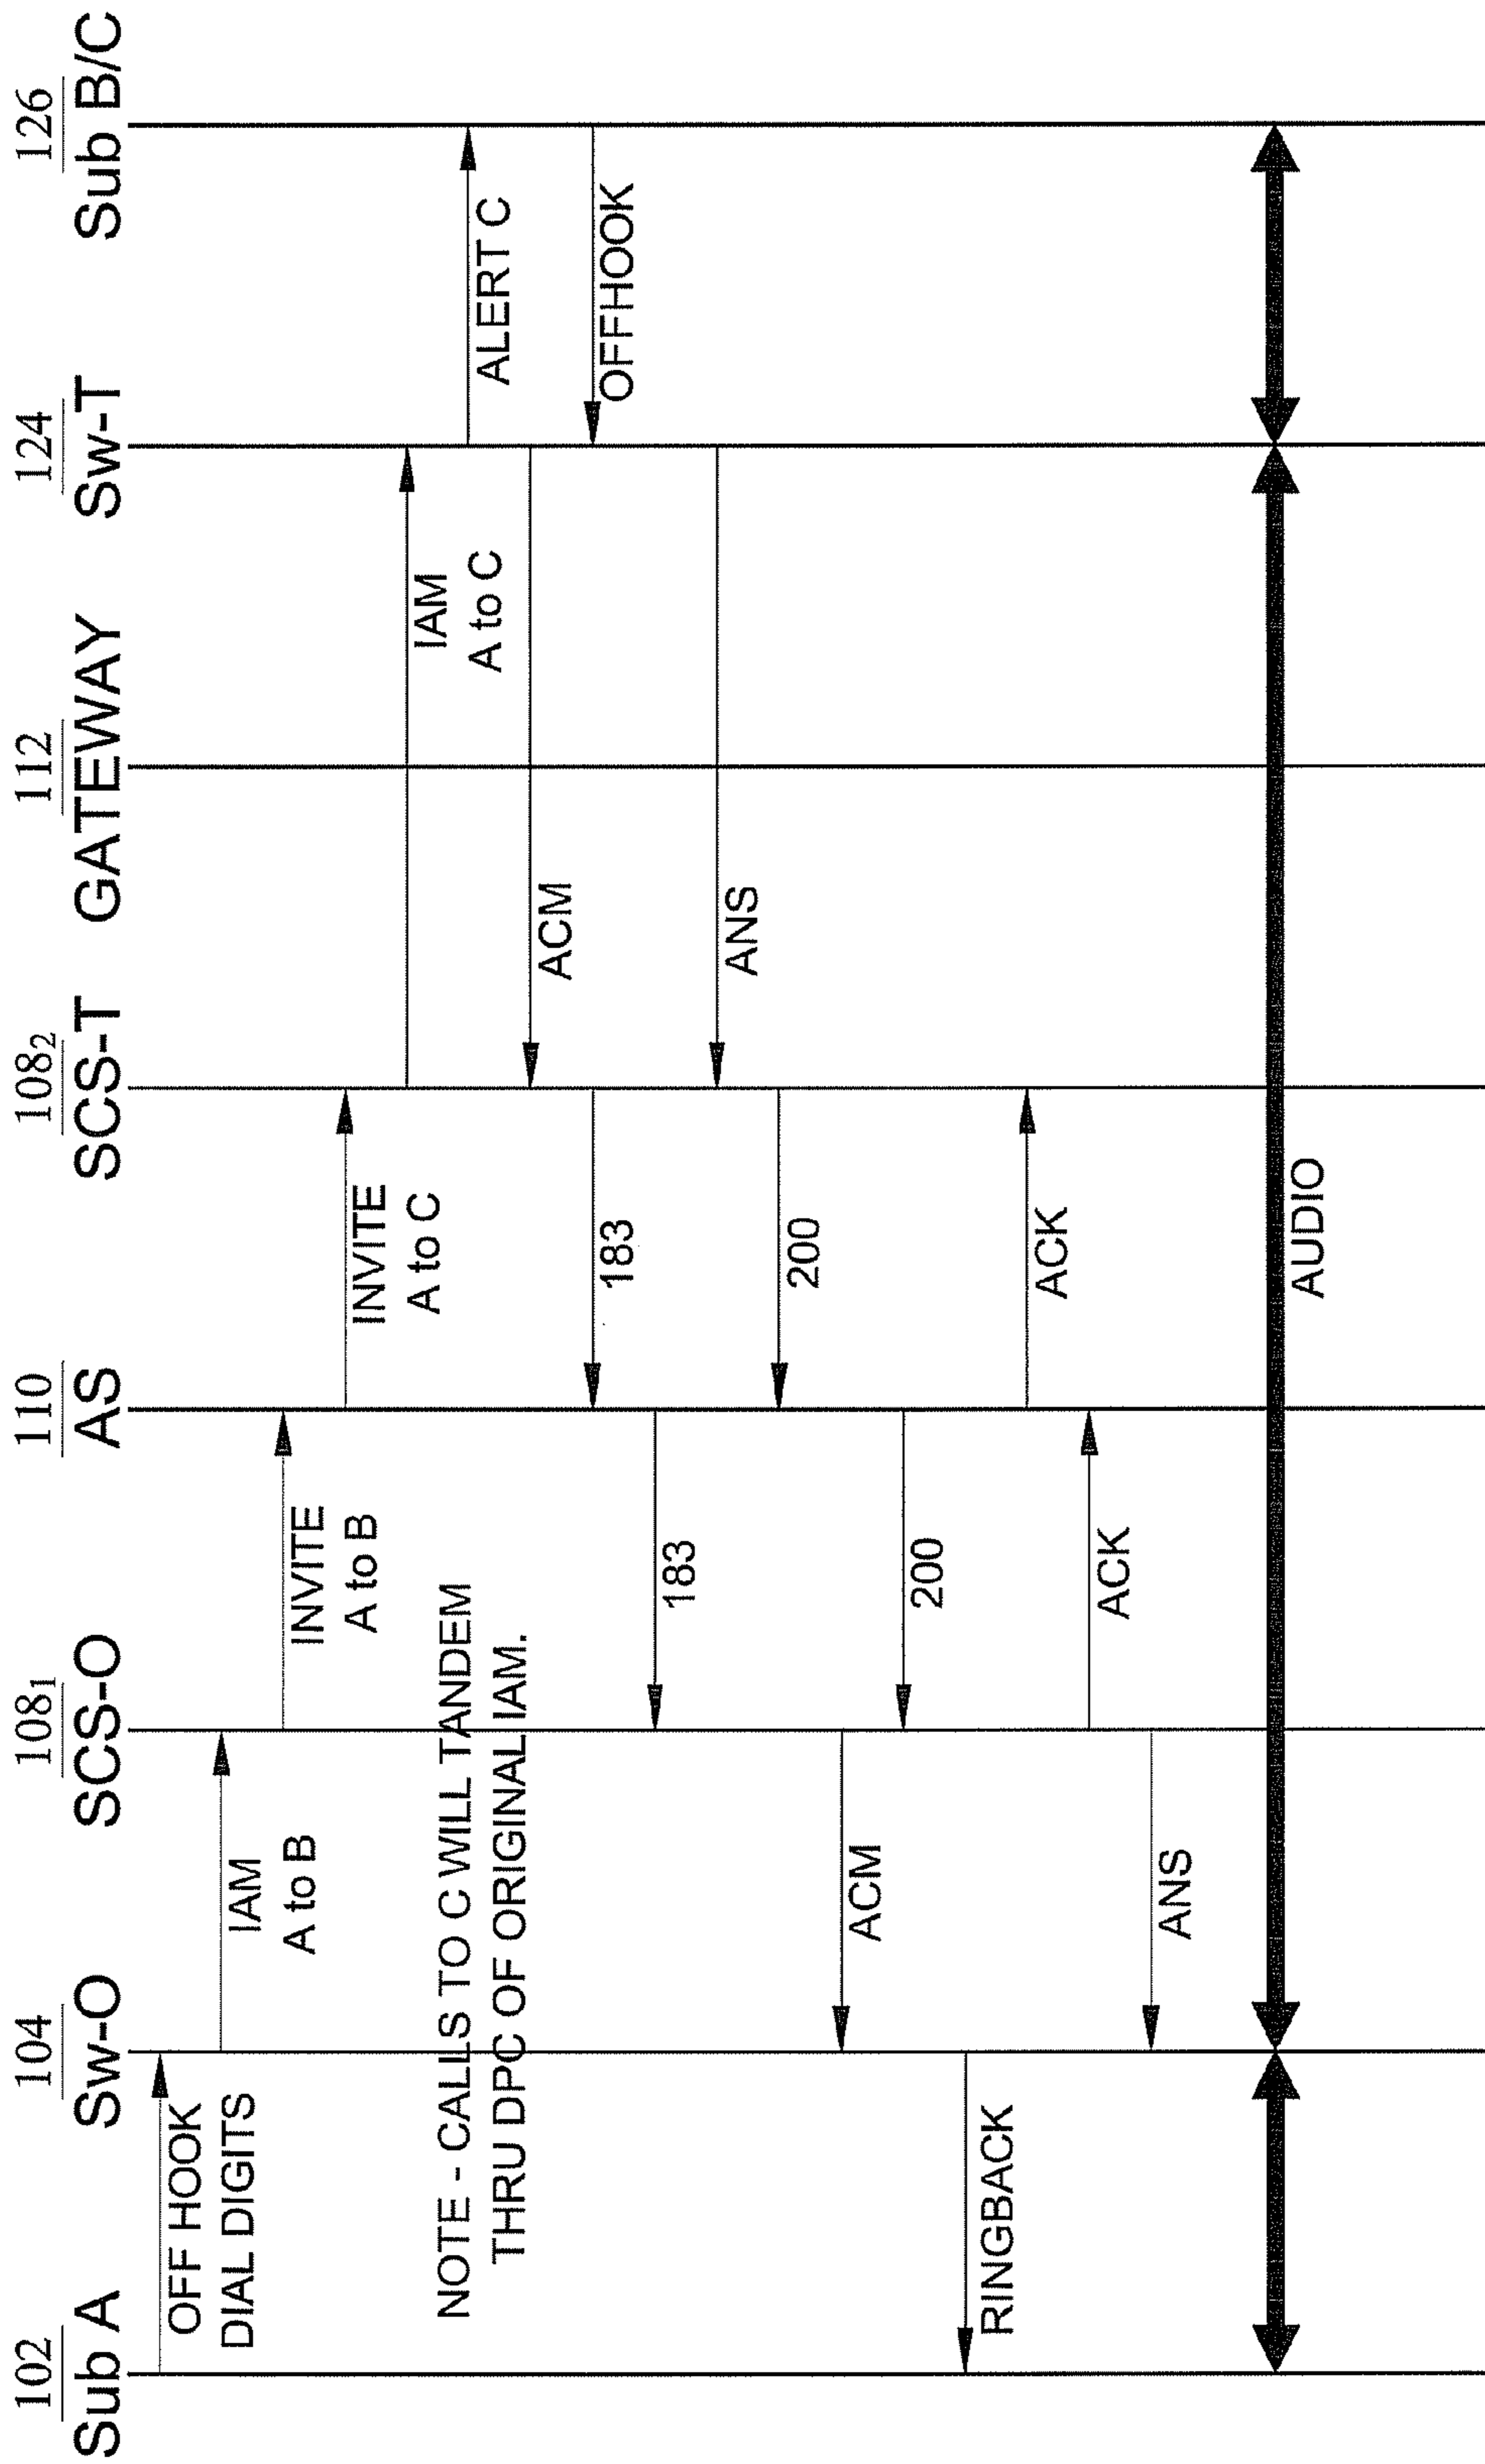 102
Sub A
104
Sw-O
108₁
SCS-O
110
AS
108₂
SCS-T
112
GATEWAY
124
Sw-T
126
Sub B/C
OFF HOOK
DIAL DIGITS
IAM
A to B
INVITE
A to B
INVITE
A to C
IAM
A to C
ALERT C
NOTE - CALLS TO C WILL TANDEM
THRU DPC OF ORIGINAL IAM.
ACM
183
OFFHOOK
183
ANS
200
ACM
200
RINGBACK
ACK
ACK
ANS
AUDIO